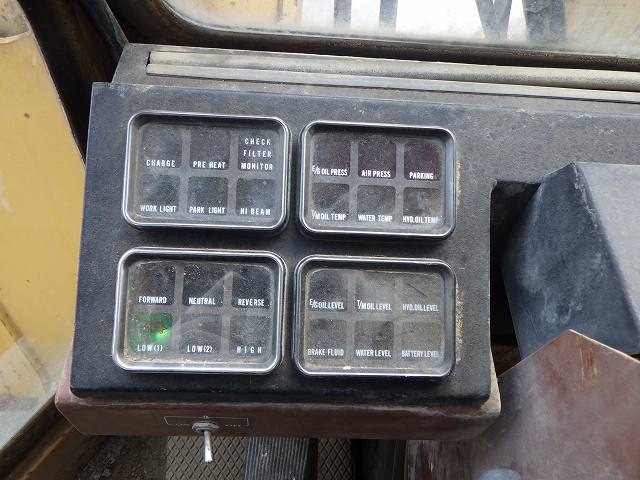 CHARGE PRE HEAT CHECK
FILTER
MONITOR
WORK LIGHT PARK LIGHT HI BEAM
E/G OIL PRESS AIR PRESS PARKING
T/M OIL TEMP WATER TEMP HYD.OIL TEMP
FORWARD NEUTRAL REVERSE
LOW(1) LOW(2) HIGH
E/G OIL LEVEL T/M OIL LEVEL HYD.OIL LEVEL
BRAKE FLUID WATER LEVEL BATTERY LEVEL